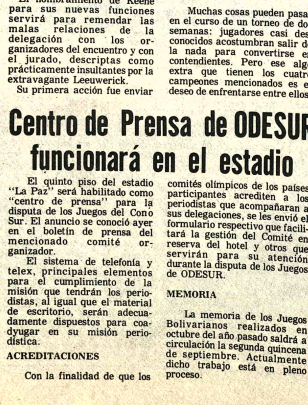 El nombramiento de Keene
para sus nuevas funciones
servirá para remendar las
malas relaciones de la
delegación con los or-
ganizadores del encuentro y con
el jurado, descriptas como
prácticamente insultantes por el
extravagante Leeuwerick.
Su primera acción fue enviar
Muchas cosas pueden pasa
en el curso de un torneo de do
semanas: jugadores casi des
conocidos acostumbran salir de
la nada para convertirse e
contendientes. Pero ese alg
extra que tienen los cuatr
campeones mencionados es e
deseo de enfrentarse entre ellos
Centro de Prensa de ODESUR
funcionará en el estadio
El quinto piso del estadio
"La Paz" será habilitado como
"centro de prensa" para la
disputa de los Juegos del Cono
Sur. El anuncio se conoció ayer
en el boletín de prensa del
mencionado comité or-
ganizador.
El sistema de telefonía y
telex, principales elementos
para el cumplimiento de la
misión que tendrán los perio-
distas, al igual que el material
de escritorio, serán adecua-
damente dispuestos para coa-
dyugar en su misión perio-
dística.
ACREDITACIONES
Con la finalidad de que los
comités olímpicos de los países
participantes acrediten a los
periodistas que acompañarán a
sus delegaciones, se les envió el
formulario respectivo que facili-
tará la gestión del Comité en
reserva del hotel y otros que
servirán para su atención
durante la disputa de los Juegos
de ODESUR.
MEMORIA
La memoria de los Juegos
Bolivarianos realizados en
octubre del año pasado saldrá a
circulación la segunda quincena
de septiembre. Actualmente
dicho trabajo está en pleno
proceso.